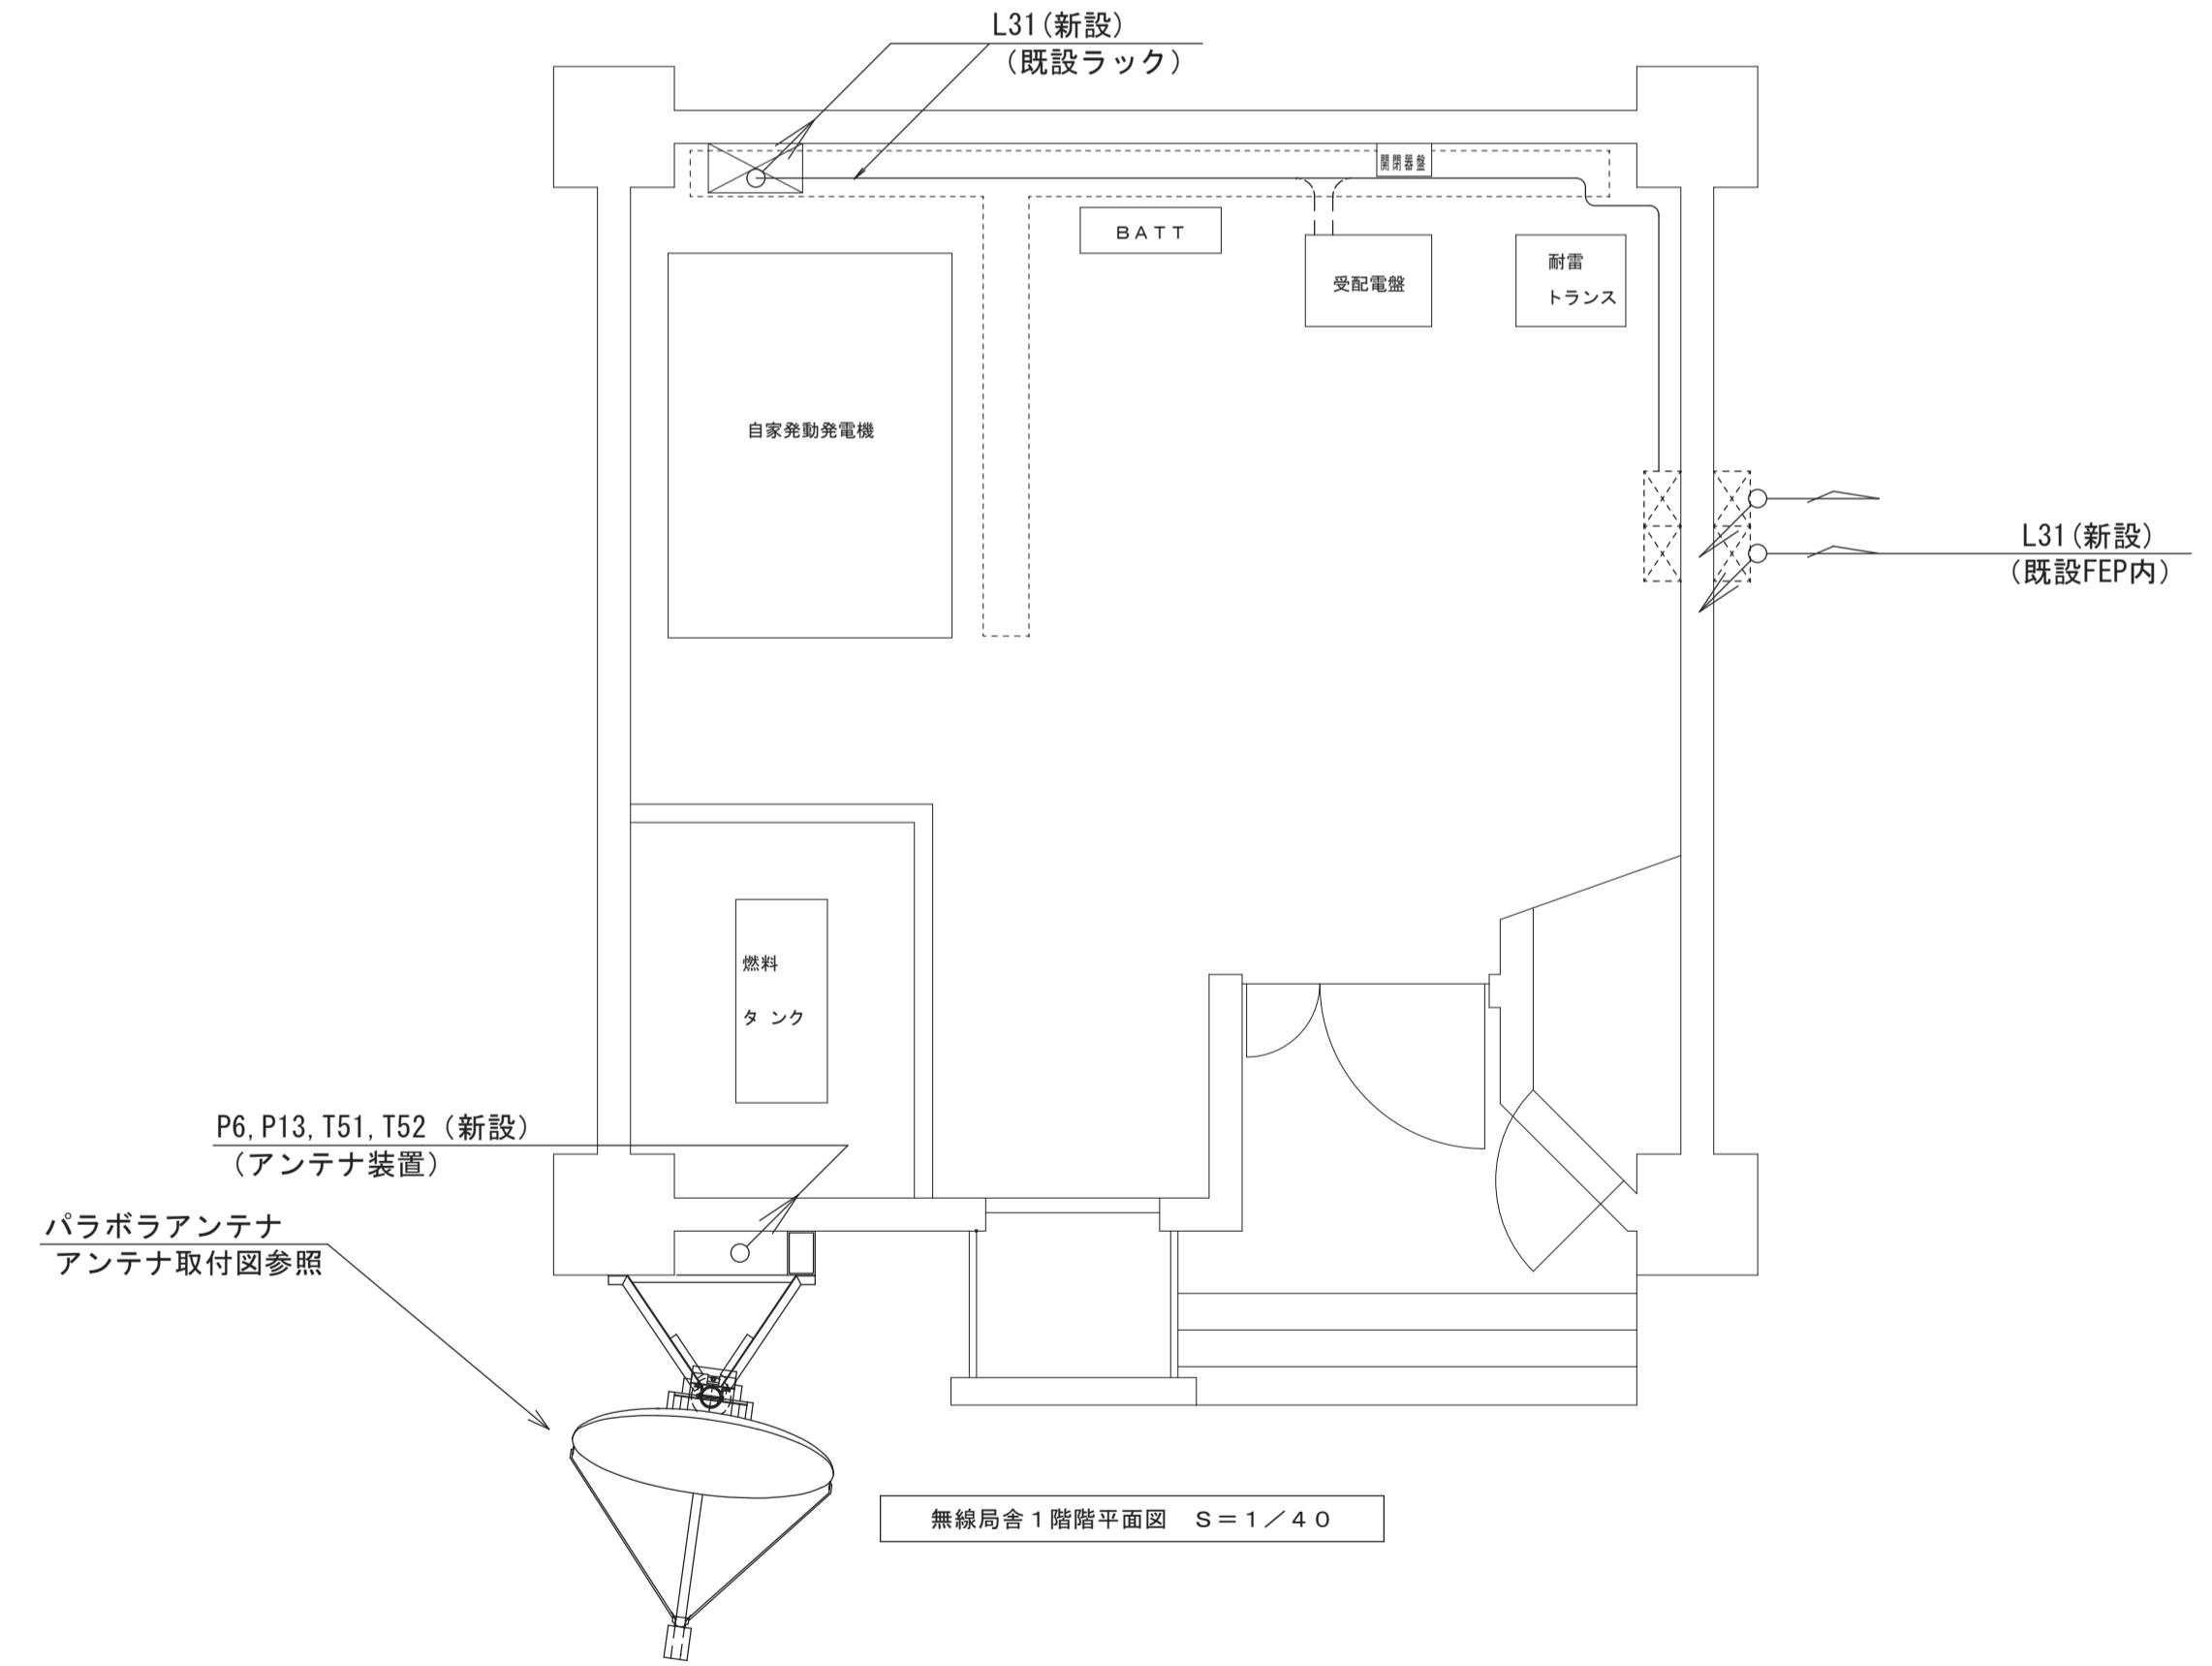 L31(新設)
(既設ラック)
開閉器盤
BATT
受配電盤
耐雷
トランス
自家発動発電機
L31(新設)
(既設FEP内)
燃料
タンク
P6,P13,T51,T52 (新設)
(アンテナ装置)
パラボラアンテナ
アンテナ取付図参照
無線局舎1階階平面図 S=1/40